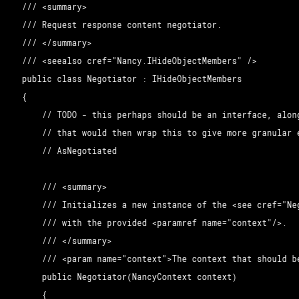 /// <summary>
/// Request response content negotiator.
/// </summary>
/// <seealso cref="Nancy.IHideObjectMembers" />
public class Negotiator : IHideObjectMembers
{
// TODO - this perhaps should be an interface, along
// that would then wrap this to give more granular e
// AsNegotiated
/// <summary>
/// Initializes a new instance of the <see cref="Neg
/// with the provided <paramref name="context"/>.
/// </summary>
/// <param name="context">The context that should be
public Negotiator(NancyContext context)
{